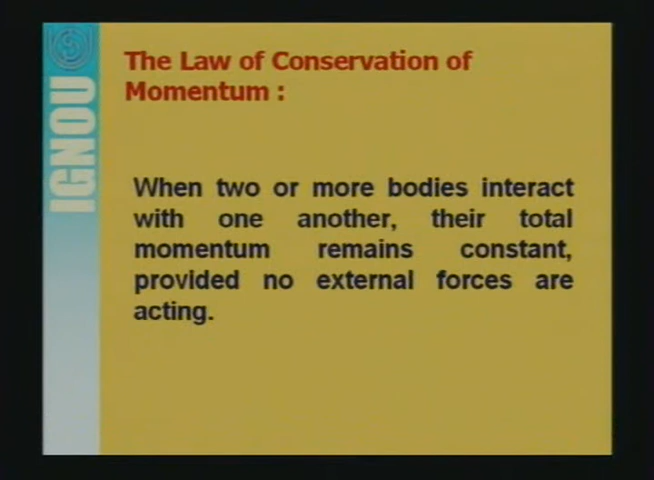 IGNOU
The Law of Conservation of
Momentum :
When two or more bodies interact
with one another, their total
momentum remains constant,
provided no external forces are
acting.